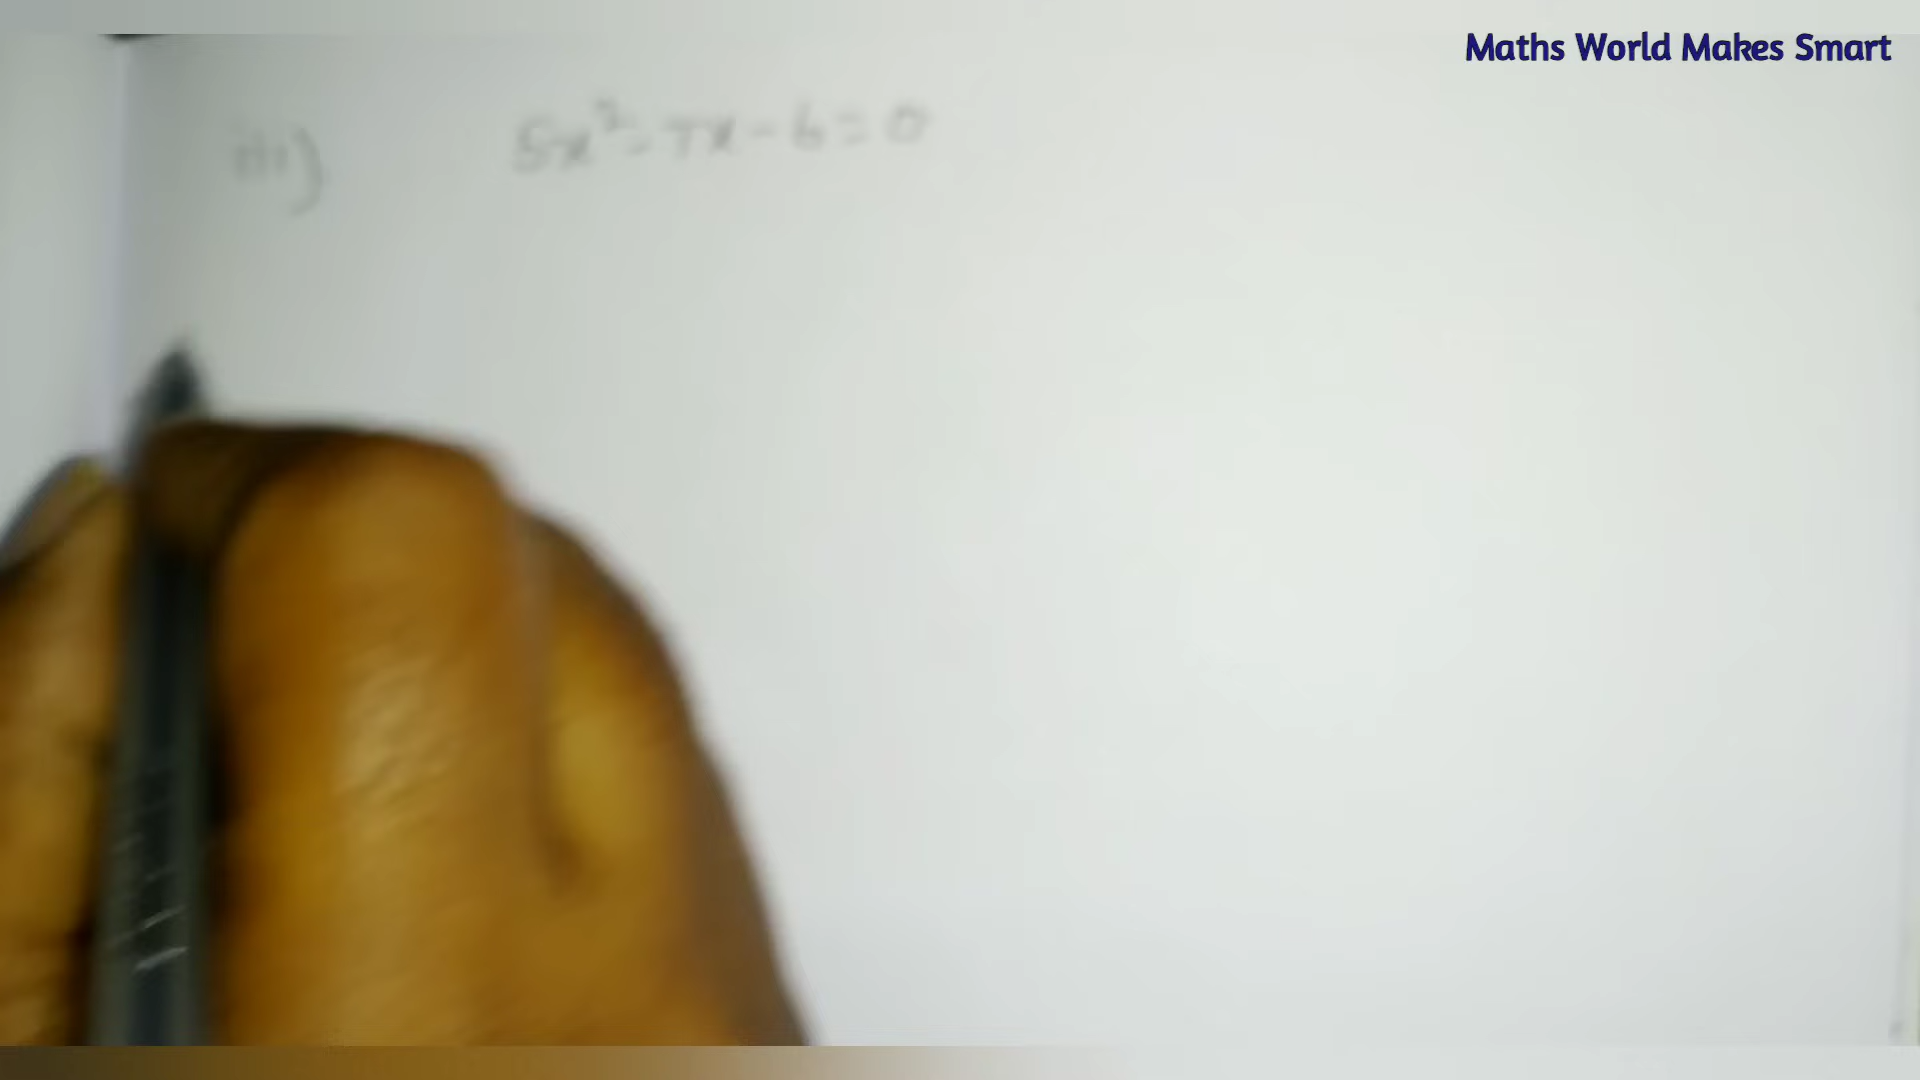 Maths World Makes Smart
iii) 5x² - 7x - 6 = 0